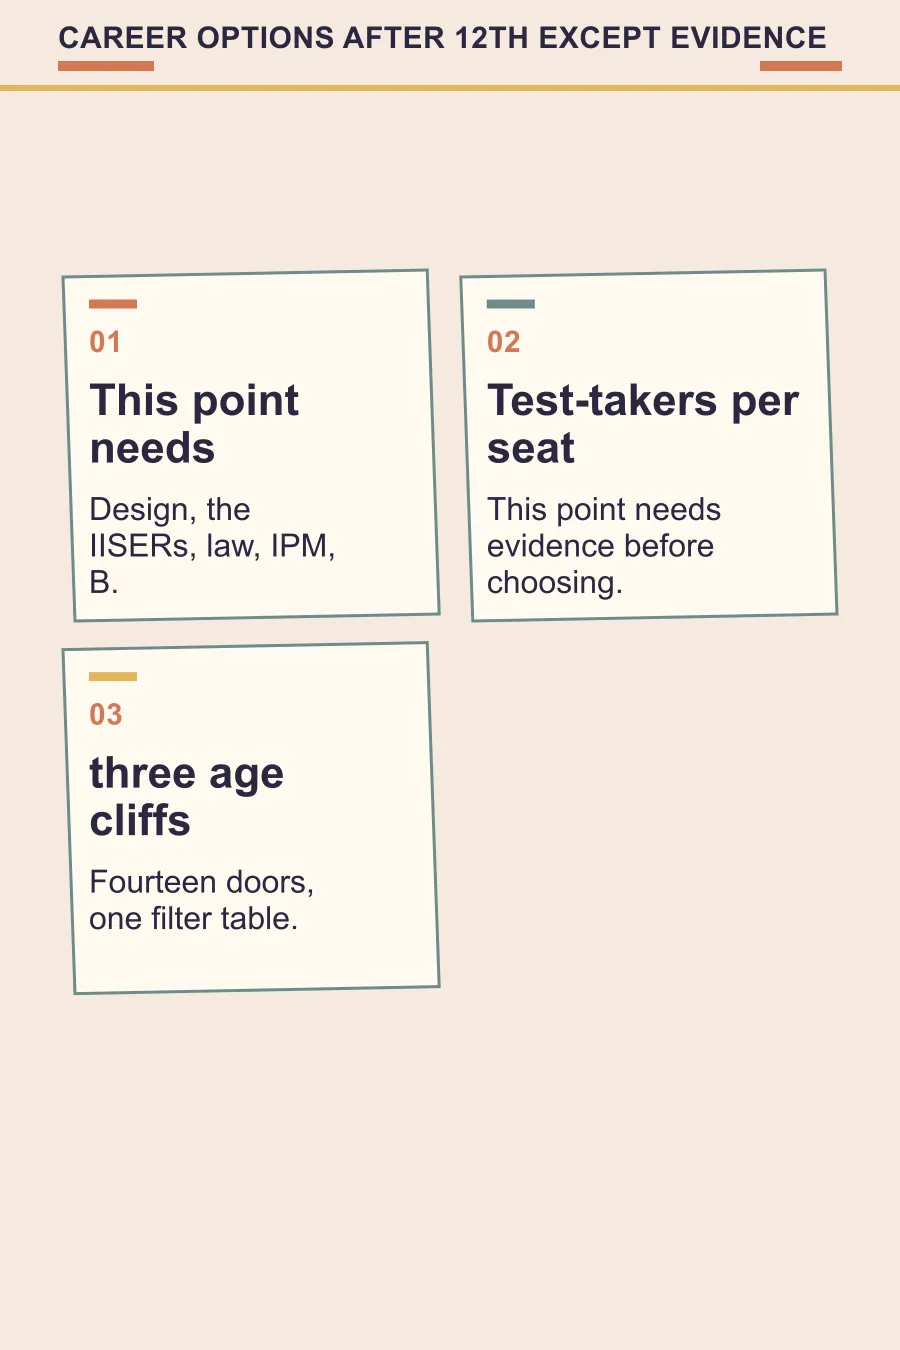 CAREER OPTIONS AFTER 12TH EXCEPT EVIDENCE
01
This point
needs
Design, the
IISERs, law, IPM,
B.
02
Test-takers per
seat
This point needs
evidence before
choosing.
03
three age
cliffs
Fourteen doors,
one filter table.